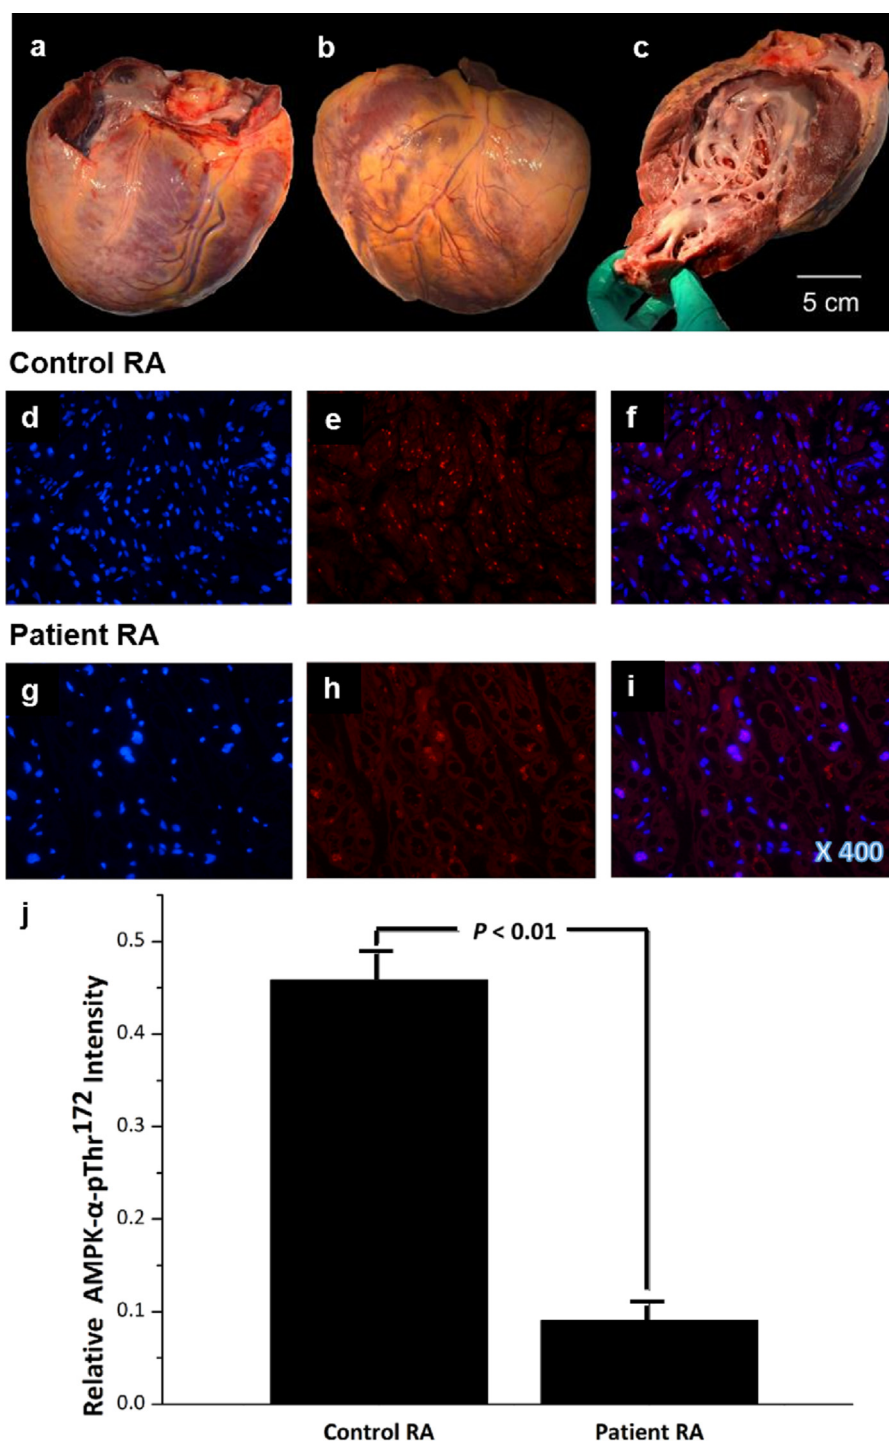 a b c
5 cm
Control RA
d e f
Patient RA
g h i
X 400
j
P < 0.01
Relative AMPK-α-pThr172 Intensity
0.5
0.4
0.3
0.2
0.1
0.0
Control RA Patient RA